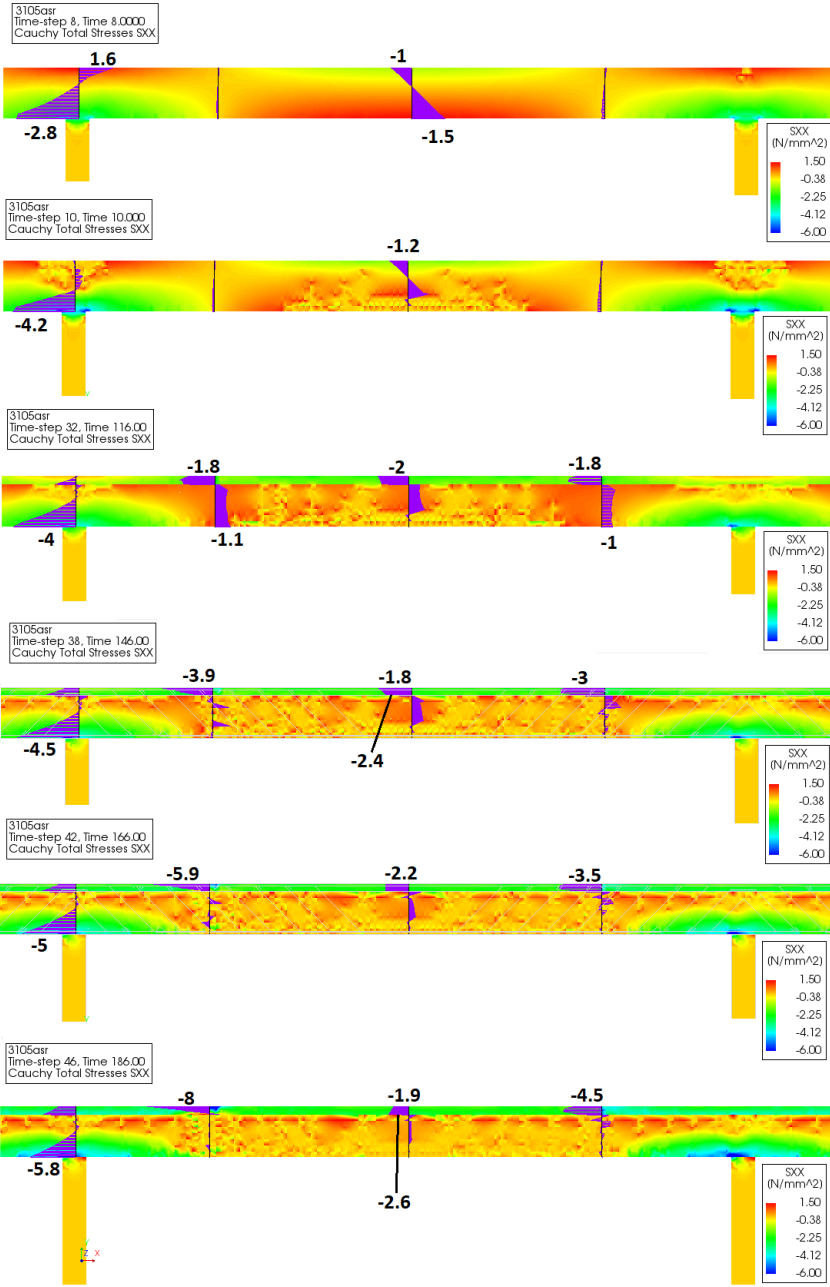 3105asr
Time-step 8, Time 8.0000
Cauchy Total Stresses SXX
1.6
-1
-2.8
-1.5
SXX
(N/mm^2)
1.50
-0.38
-2.25
-4.12
-6.00
3105asr
Time-step 10, Time 10.000
Cauchy Total Stresses SXX
-1.2
-4.2
SXX
(N/mm^2)
1.50
-0.38
-2.25
-4.12
-6.00
3105asr
Time-step 32, Time 116.00
Cauchy Total Stresses SXX
-1.8
-2
-1.8
-4
-1.1
-1
SXX
(N/mm^2)
1.50
-0.38
-2.25
-4.12
-6.00
3105asr
Time-step 38, Time 146.00
Cauchy Total Stresses SXX
-3.9
-1.8
-3
-4.5
-2.4
SXX
(N/mm^2)
1.50
-0.38
-2.25
-4.12
-6.00
3105asr
Time-step 42, Time 166.00
Cauchy Total Stresses SXX
-5.9
-2.2
-3.5
-5
SXX
(N/mm^2)
1.50
-0.38
-2.25
-4.12
-6.00
3105asr
Time-step 46, Time 186.00
Cauchy Total Stresses SXX
-8
-1.9
-4.5
-5.8
-2.6
SXX
(N/mm^2)
1.50
-0.38
-2.25
-4.12
-6.00
Y
Z X